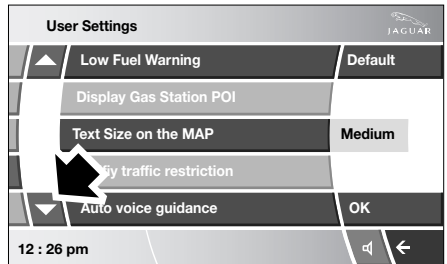 User Settings
JAGUAR
Low Fuel Warning Default
Display Gas Station POI
Text Size on the MAP Medium
traffic restriction
Auto voice guidance OK
12 : 26 pm